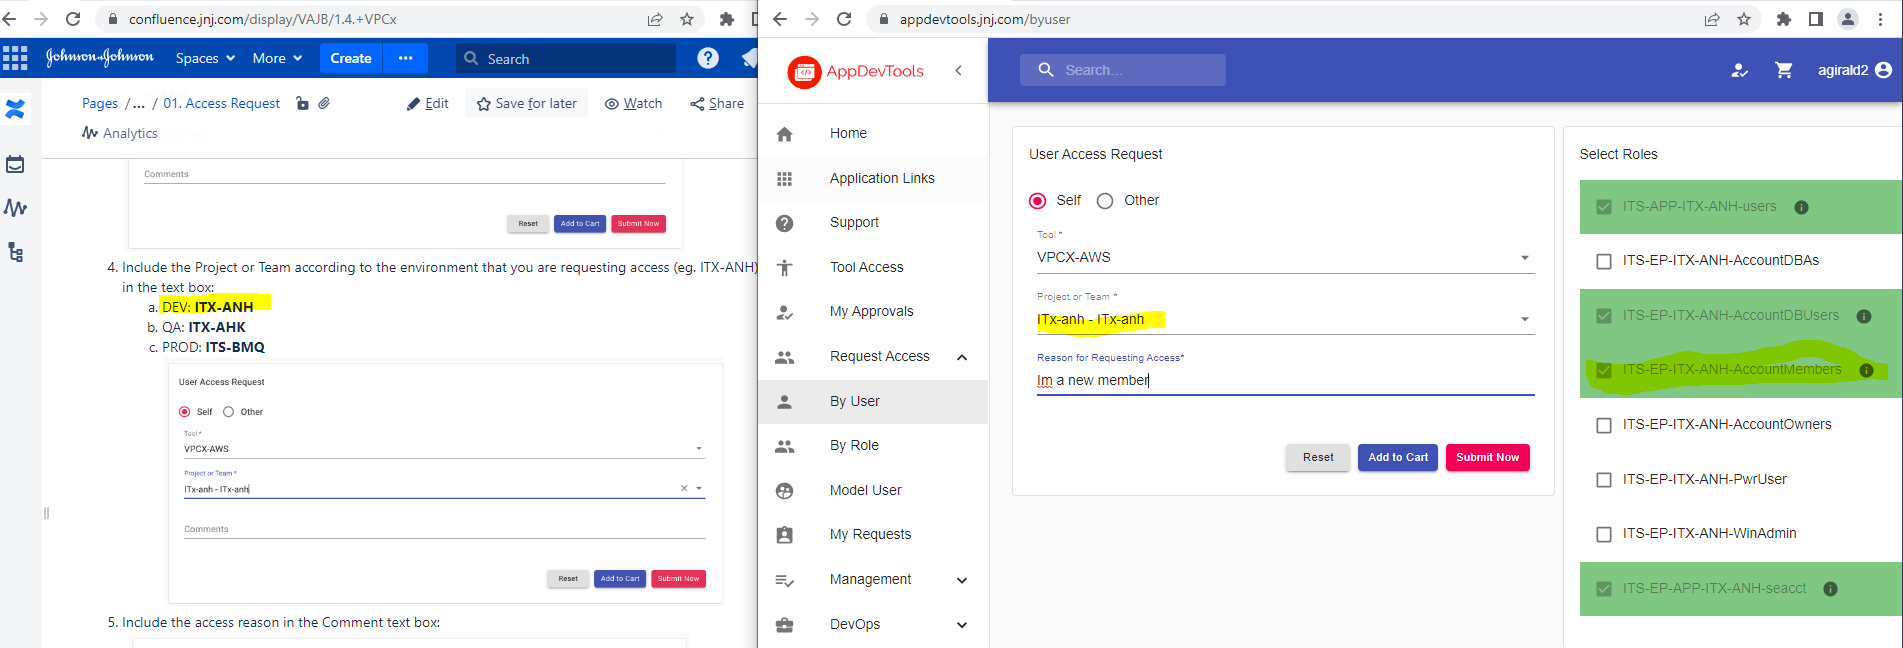 confluence.jnj.com/display/VAJB/1.4.+VPCx
Johnson&Johnson
Spaces
More
Create
Search
Pages /... / 01. Access Request
Edit
Save for later
Watch
Share
Analytics
Comments
Reset
Add to Cart
Submit Now
4. Include the Project or Team according to the environment that you are requesting access (eg. ITX-ANH)
in the text box:
a. DEV: ITX-ANH
b. QA: ITX-AHK
c. PROD: ITS-BMQ
User Access Request
Self
Other
Tool *
VPCX-AWS
Project or Team *
ITx-anh - ITx-anh
Comments
Reset
Add to Cart
Submit Now
5. Include the access reason in the Comment text box:
appdevtools.jnj.com/byuser
AppDevTools
Search...
agirald2
Home
Application Links
Support
Tool Access
My Approvals
Request Access
By User
By Role
Model User
My Requests
Management
DevOps
User Access Request
Self
Other
Tool *
VPCX-AWS
Project or Team *
ITx-anh - ITx-anh
Reason for Requesting Access*
Im a new member
Reset
Add to Cart
Submit Now
Select Roles
ITS-APP-ITX-ANH-users
ITS-EP-ITX-ANH-AccountDBAs
ITS-EP-ITX-ANH-AccountDBUsers
ITS-EP-ITX-ANH-AccountMembers
ITS-EP-ITX-ANH-AccountOwners
ITS-EP-ITX-ANH-PwrUser
ITS-EP-ITX-ANH-WinAdmin
ITS-EP-APP-ITX-ANH-seacct